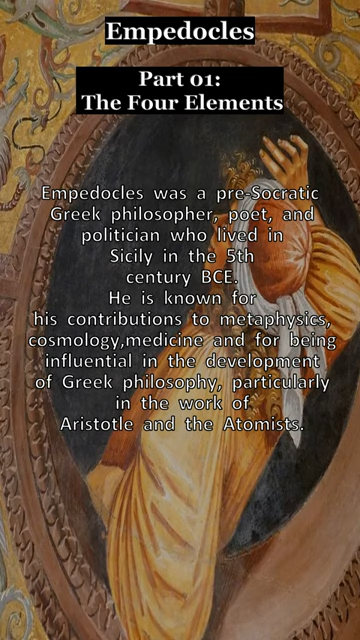 Empedocles
Part 01:
The Four Elements
Empedocles was a pre-Socratic
Greek philosopher, poet, and
politician who lived in
Sicily in the 5th
century BCE.
He is known for
his contributions to metaphysics,
cosmology,medicine and for being
influential in the development
of Greek philosophy, particularly
in the work of
Aristotle and the Atomists.